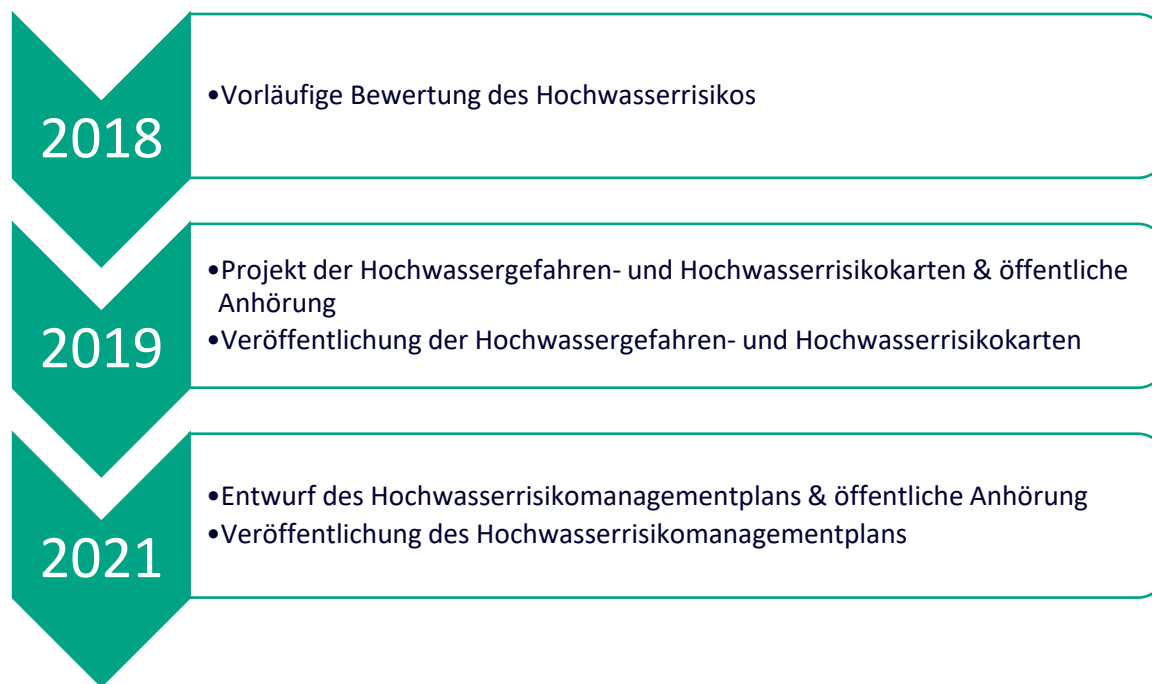 2018
•Vorläufige Bewertung des Hochwasserrisikos
2019
•Projekt der Hochwassergefahren- und Hochwasserrisikokarten & öffentliche
Anhörung
•Veröffentlichung der Hochwassergefahren- und Hochwasserrisikokarten
2021
•Entwurf des Hochwasserrisikomanagementplans & öffentliche Anhörung
•Veröffentlichung des Hochwasserrisikomanagementplans